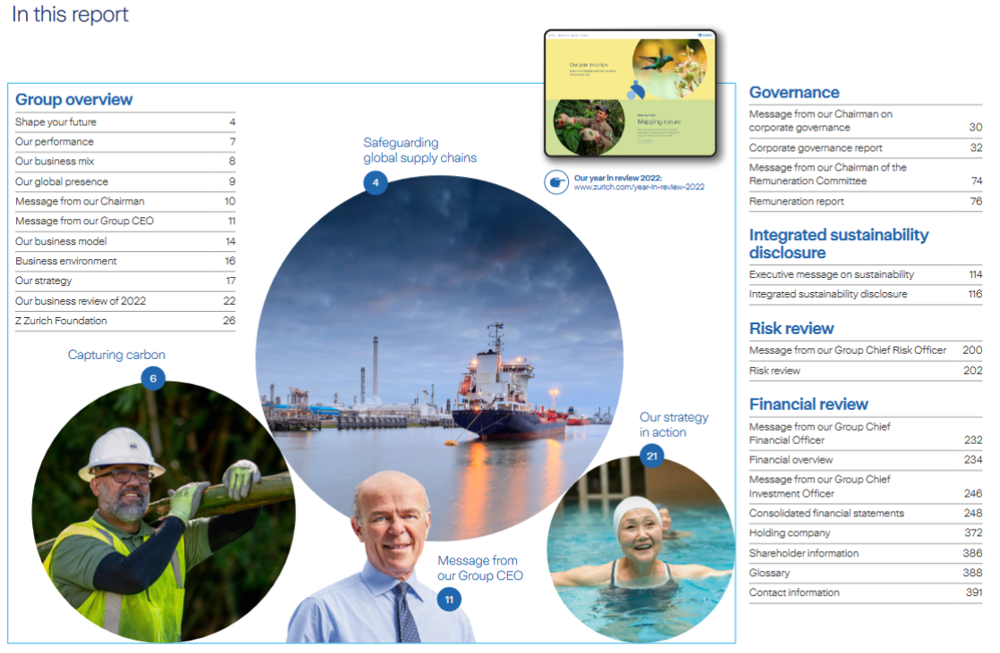 In this report
Group overview
Shape your future 4
Our performance 7
Our business mix 8
Our global presence 9
Message from our Chairman 10
Message from our Group CEO 11
Our business model 14
Business environment 16
Our strategy 17
Our business review of 2022 22
Z Zurich Foundation 26
Capturing carbon
6
Safeguarding
global supply chains
4
Our year in review
Mapping nature
ZURICH
Our year in review 2022:
www.zurich.com/year-in-review-2022
Message from
our Group CEO
11
Our strategy
in action
21
Governance
Message from our Chairman on
corporate governance 30
Corporate governance report 32
Message from our Chairman of the
Remuneration Committee 74
Remuneration report 76
Integrated sustainability
disclosure
Executive message on sustainability 114
Integrated sustainability disclosure 116
Risk review
Message from our Group Chief Risk Officer 200
Risk review 202
Financial review
Message from our Group Chief
Financial Officer 232
Financial overview 234
Message from our Group Chief
Investment Officer 246
Consolidated financial statements 248
Holding company 372
Shareholder information 386
Glossary 388
Contact information 391